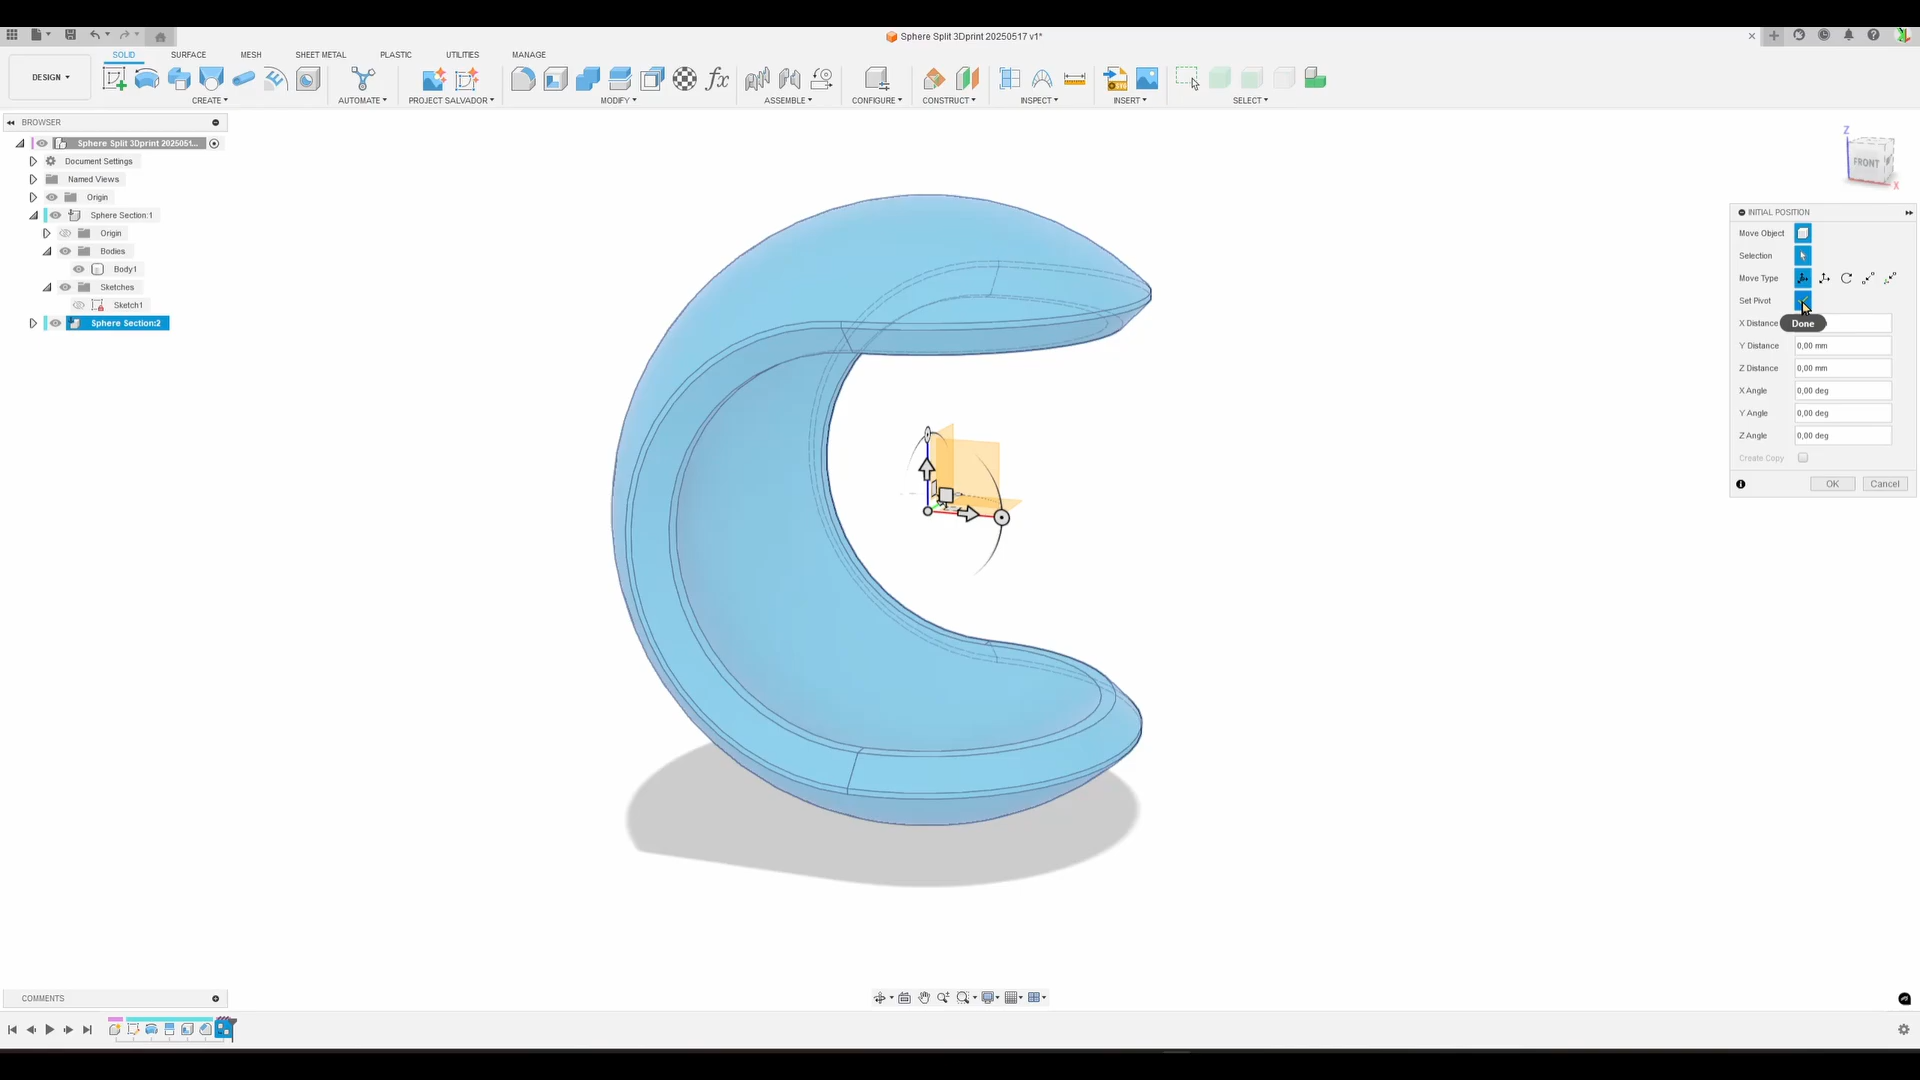 Sphere Split 3Dprint 20250517 v1*
SOLID SURFACE MESH SHEET METAL PLASTIC UTILITIES MANAGE
DESIGN
CREATE AUTOMATE PROJECT SALVADOR MODIFY ASSEMBLE CONFIGURE CONSTRUCT INSPECT INSERT SELECT
BROWSER
Sphere Split 3Dprint 2025051...
Document Settings
Named Views
Origin
Sphere Section:1
Origin
Bodies
Body1
Sketches
Sketch1
Sphere Section:2
Z
FRONT
X
INITIAL POSITION
Move Object
Selection
Move Type
Set Pivot
X Distance
Done
Y Distance 0,00 mm
Z Distance 0,00 mm
X Angle 0,00 deg
Y Angle 0,00 deg
Z Angle 0,00 deg
Create Copy
OK Cancel
COMMENTS